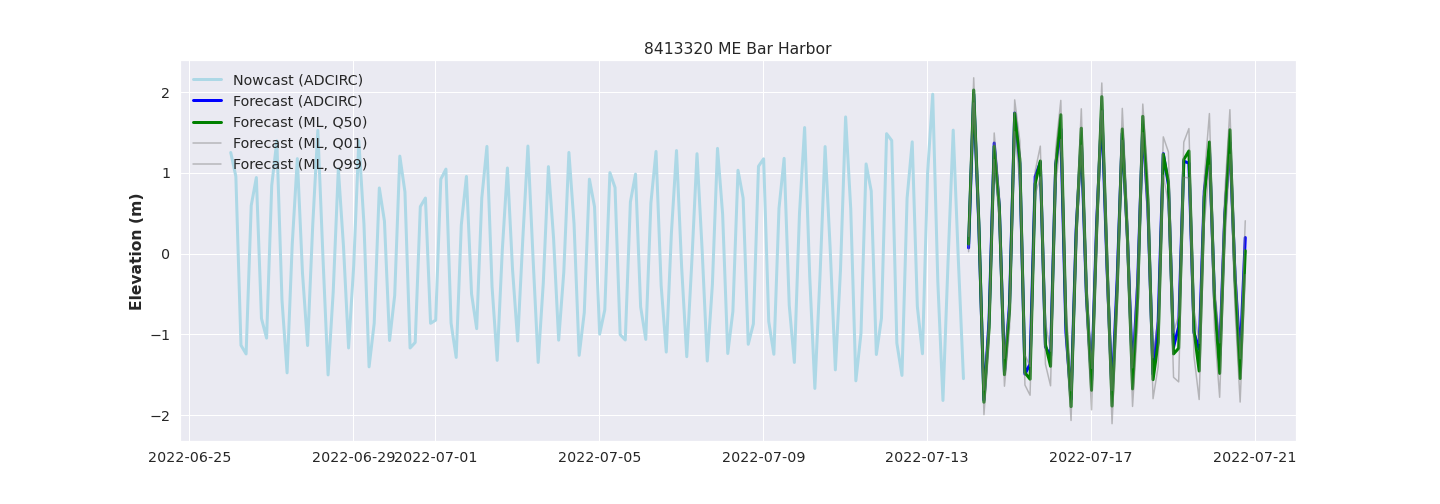 8413320 ME Bar Harbor
Nowcast (ADCIRC)
Forecast (ADCIRC)
Forecast (ML, Q50)
Forecast (ML, Q01)
Forecast (ML, Q99)
Elevation (m)
2
1
0
−1
−2
2022-06-25
2022-06-29
2022-07-01
2022-07-05
2022-07-09
2022-07-13
2022-07-17
2022-07-21